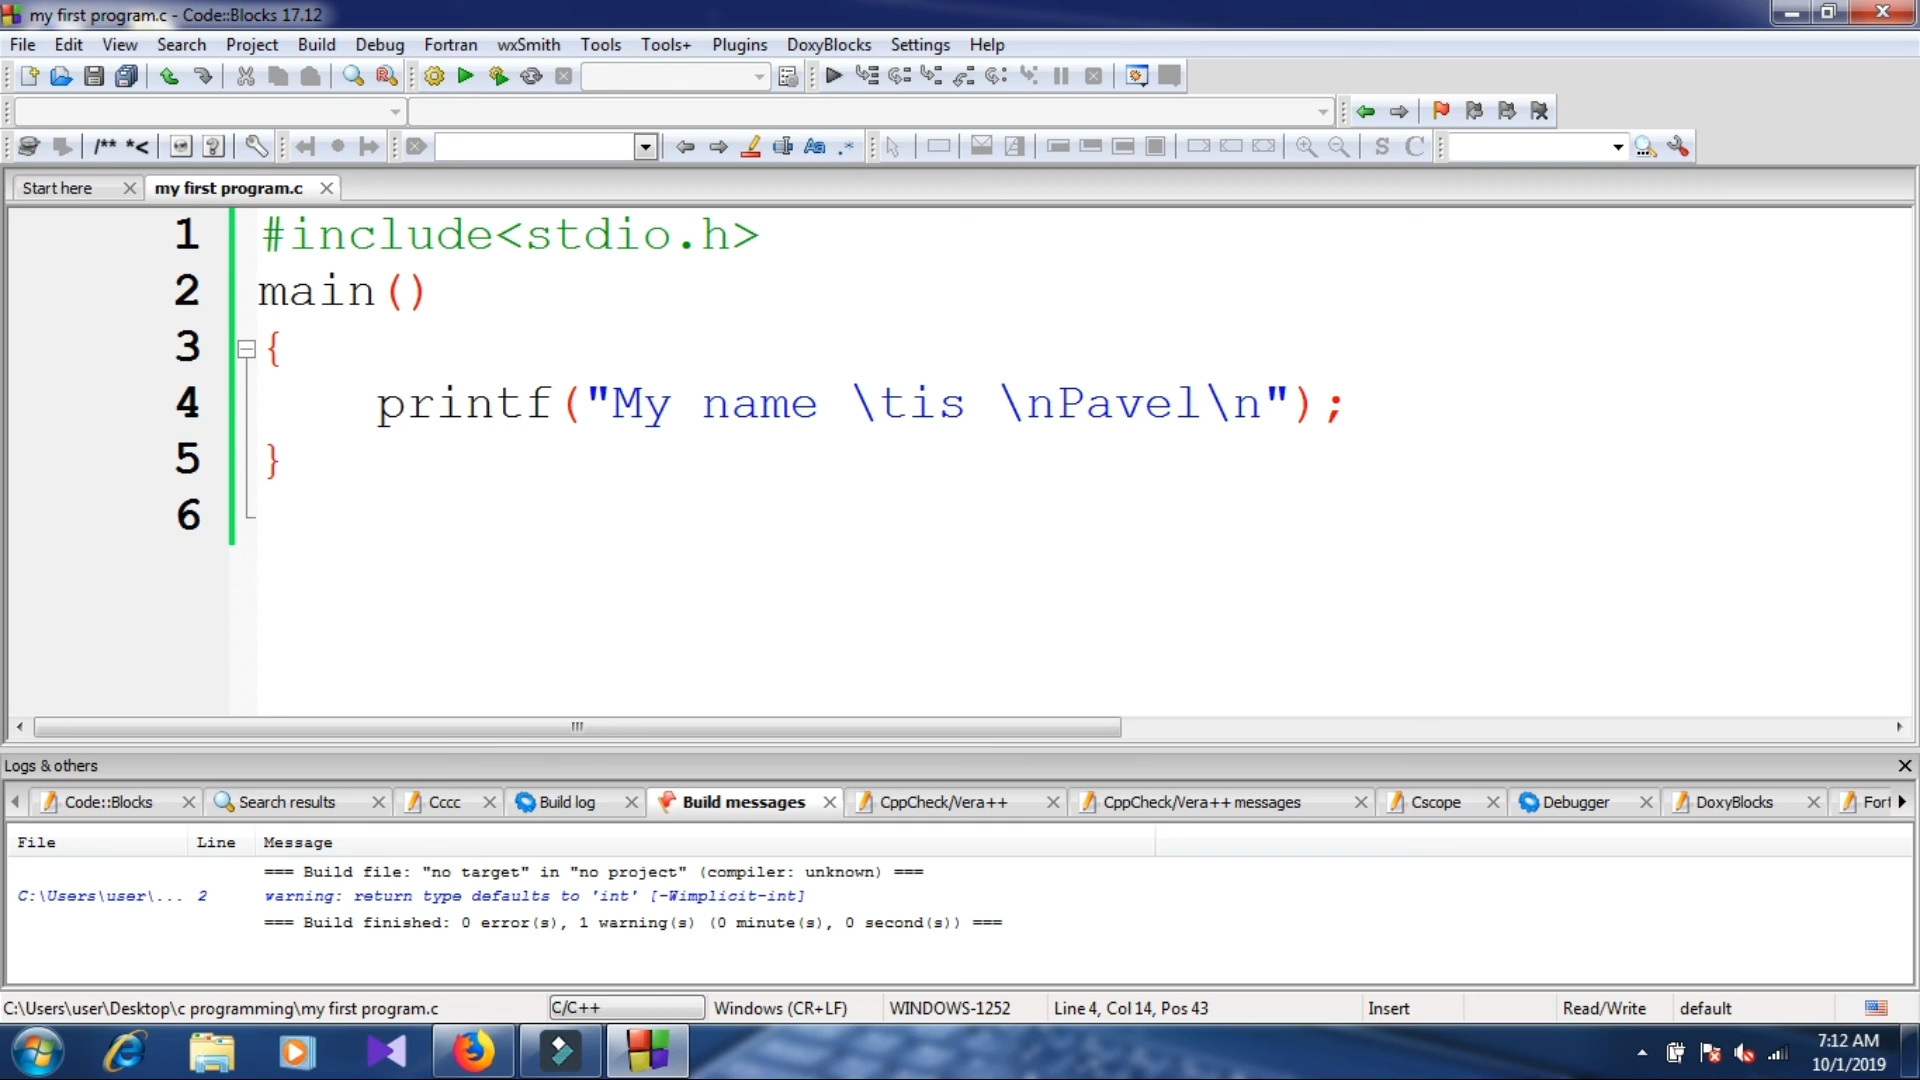 my first program.c - Code::Blocks 17.12
File Edit View Search Project Build Debug Fortran wxSmith Tools Tools+ Plugins DoxyBlocks Settings Help
/** *<
S C
Start here my first program.c
1 #include<stdio.h>
2 main()
3 {
4 printf("My name \tis \nPavel\n");
5 }
6
Logs & others
Code::Blocks Search results Cccc Build log Build messages CppCheck/Vera++ CppCheck/Vera++ messages Cscope Debugger DoxyBlocks Fort
File Line Message
=== Build file: "no target" in "no project" (compiler: unknown) ===
C:\Users\user\... 2 warning: return type defaults to 'int' [-Wimplicit-int]
=== Build finished: 0 error(s), 1 warning(s) (0 minute(s), 0 second(s)) ===
C:\Users\user\Desktop\c programming\my first program.c C/C++ Windows (CR+LF) WINDOWS-1252 Line 4, Col 14, Pos 43 Insert Read/Write default
7:12 AM
10/1/2019